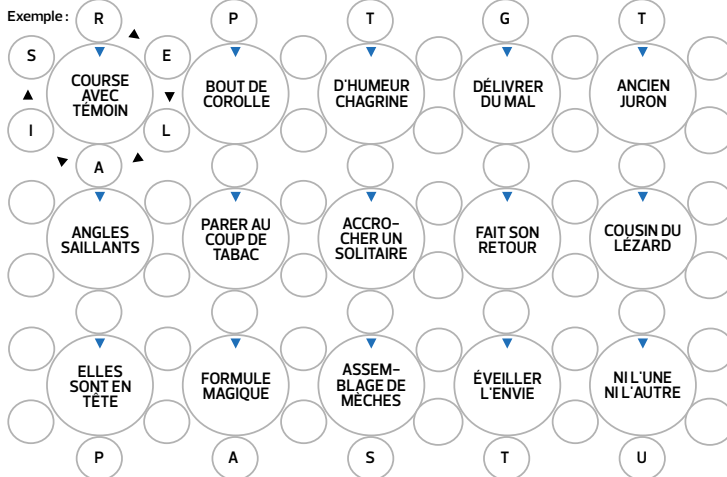 Exemple :
R
P
T
G
T
S
E
COURSE
AVEC
TÉMOIN
BOUT DE
COROLLE
D'HUMEUR
CHAGRINE
DÉLIVRER
DU MAL
ANCIEN
JURON
I
L
A
ANGLES
SAILLANTS
PARER AU
COUP DE
TABAC
ACCRO-
CHER UN
SOLITAIRE
FAIT SON
RETOUR
COUSIN DU
LÉZARD
ELLES
SONT EN
TÊTE
FORMULE
MAGIQUE
ASSEM-
BLAGE DE
MÈCHES
ÉVEILLER
L'ENVIE
NI L'UNE
NI L'AUTRE
P
A
S
T
U